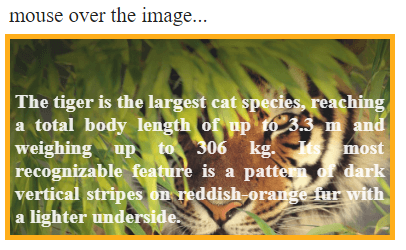 mouse over the image...
The tiger is the largest cat species, reaching
a total body length of up to 3.3 m and
weighing up to 306 kg. Its most
recognizable feature is a pattern of dark
vertical stripes on reddish-orange fur with
a lighter underside.